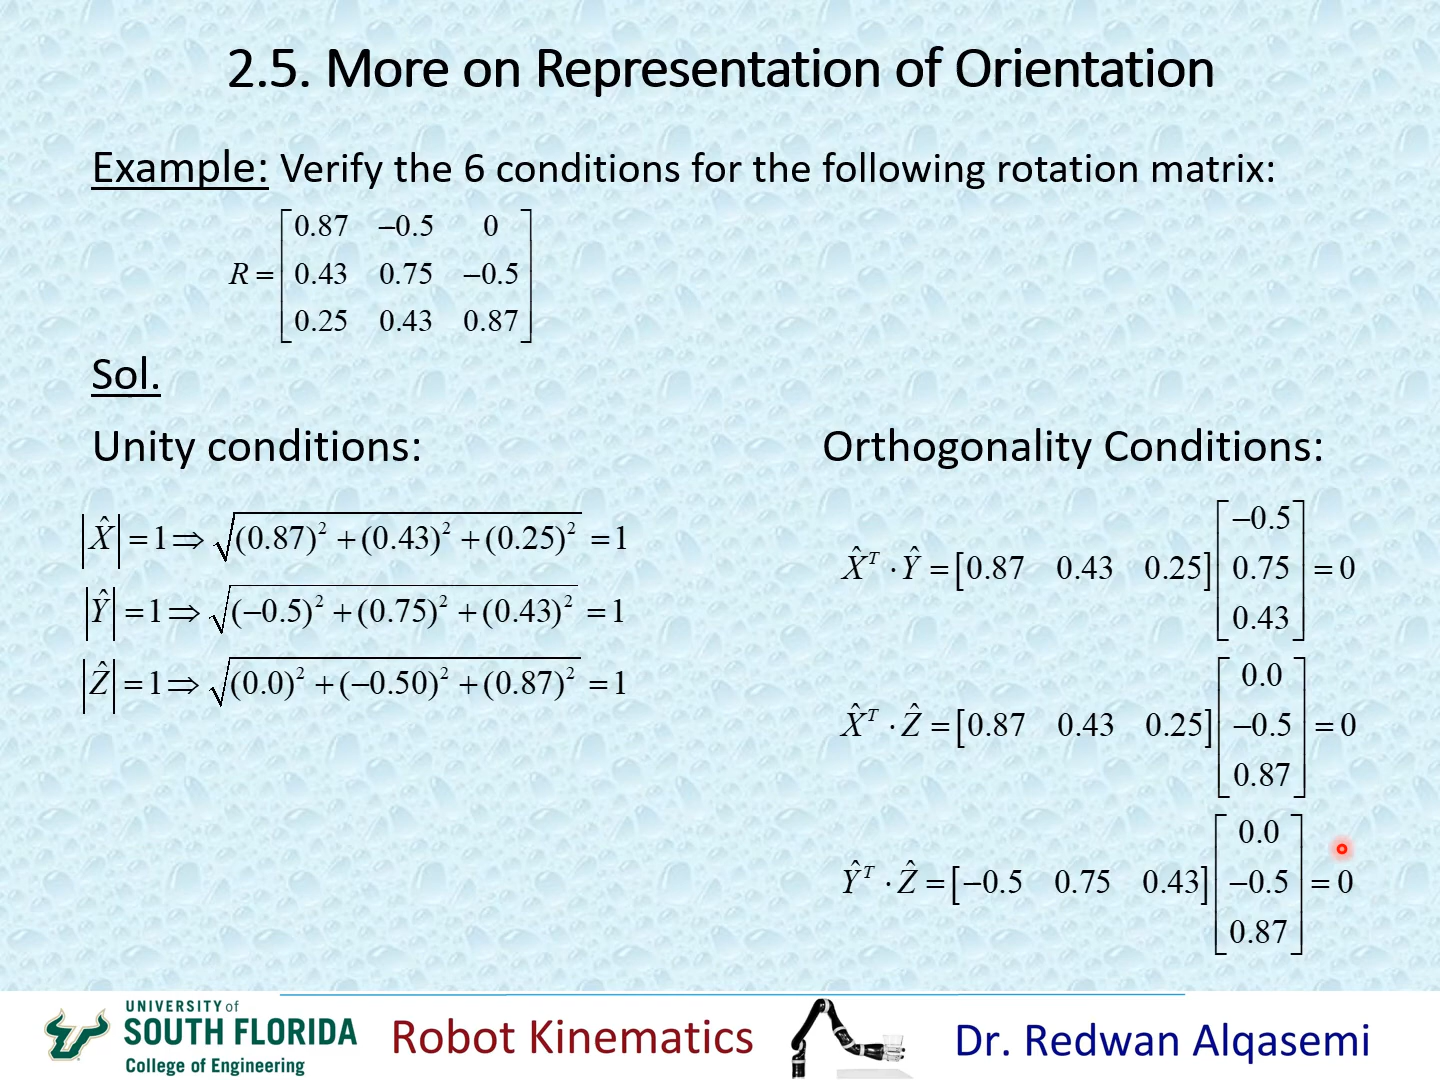 2.5. More on Representation of Orientation
Example: Verify the 6 conditions for the following rotation matrix:
R = [0.87 −0.5 0
0.43 0.75 −0.5
0.25 0.43 0.87]
Sol.
Unity conditions:
|X̂| = 1 ⇒ √((0.87)² + (0.43)² + (0.25)²) = 1
|Ŷ| = 1 ⇒ √((−0.5)² + (0.75)² + (0.43)²) = 1
|Ẑ| = 1 ⇒ √((0.0)² + (−0.50)² + (0.87)²) = 1
Orthogonality Conditions:
X̂ᵀ · Ŷ = [0.87 0.43 0.25] [−0.5 0.75 0.43] = 0
X̂ᵀ · Ẑ = [0.87 0.43 0.25] [0.0 −0.5 0.87] = 0
Ŷᵀ · Ẑ = [−0.5 0.75 0.43] [0.0 −0.5 0.87] = 0
UNIVERSITY of
SOUTH FLORIDA
College of Engineering
Robot Kinematics
Dr. Redwan Alqasemi